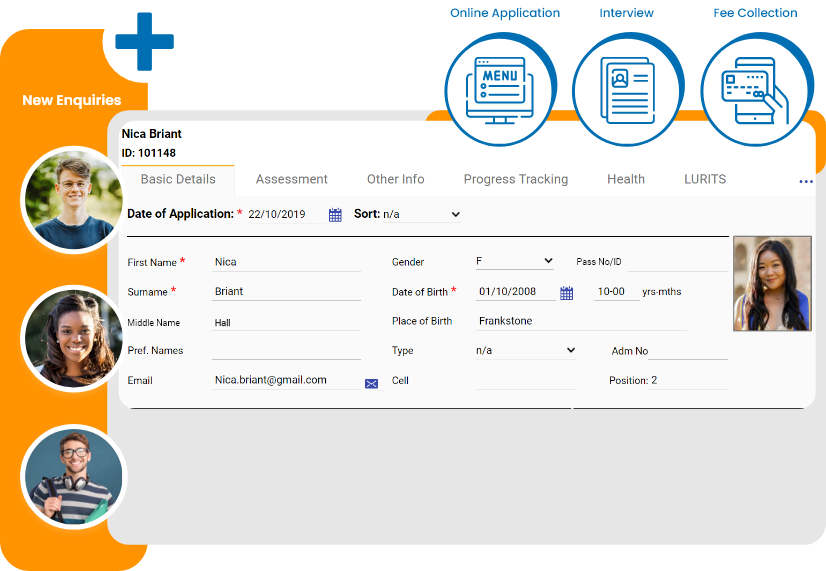 Online Application Interview Fee Collection
MENU
New Enquiries
Nica Briant
ID: 101148
Basic Details Assessment Other Info Progress Tracking Health LURITS ...
Date of Application: * 22/10/2019 Sort: n/a
First Name * Nica Gender F Pass No/ID
Surname * Briant Date of Birth * 01/10/2008 10-00 yrs-mths
Middle Name Hall Place of Birth Frankstone
Pref. Names Type n/a Adm No
Email Nica.briant@gmail.com Cell Position: 2